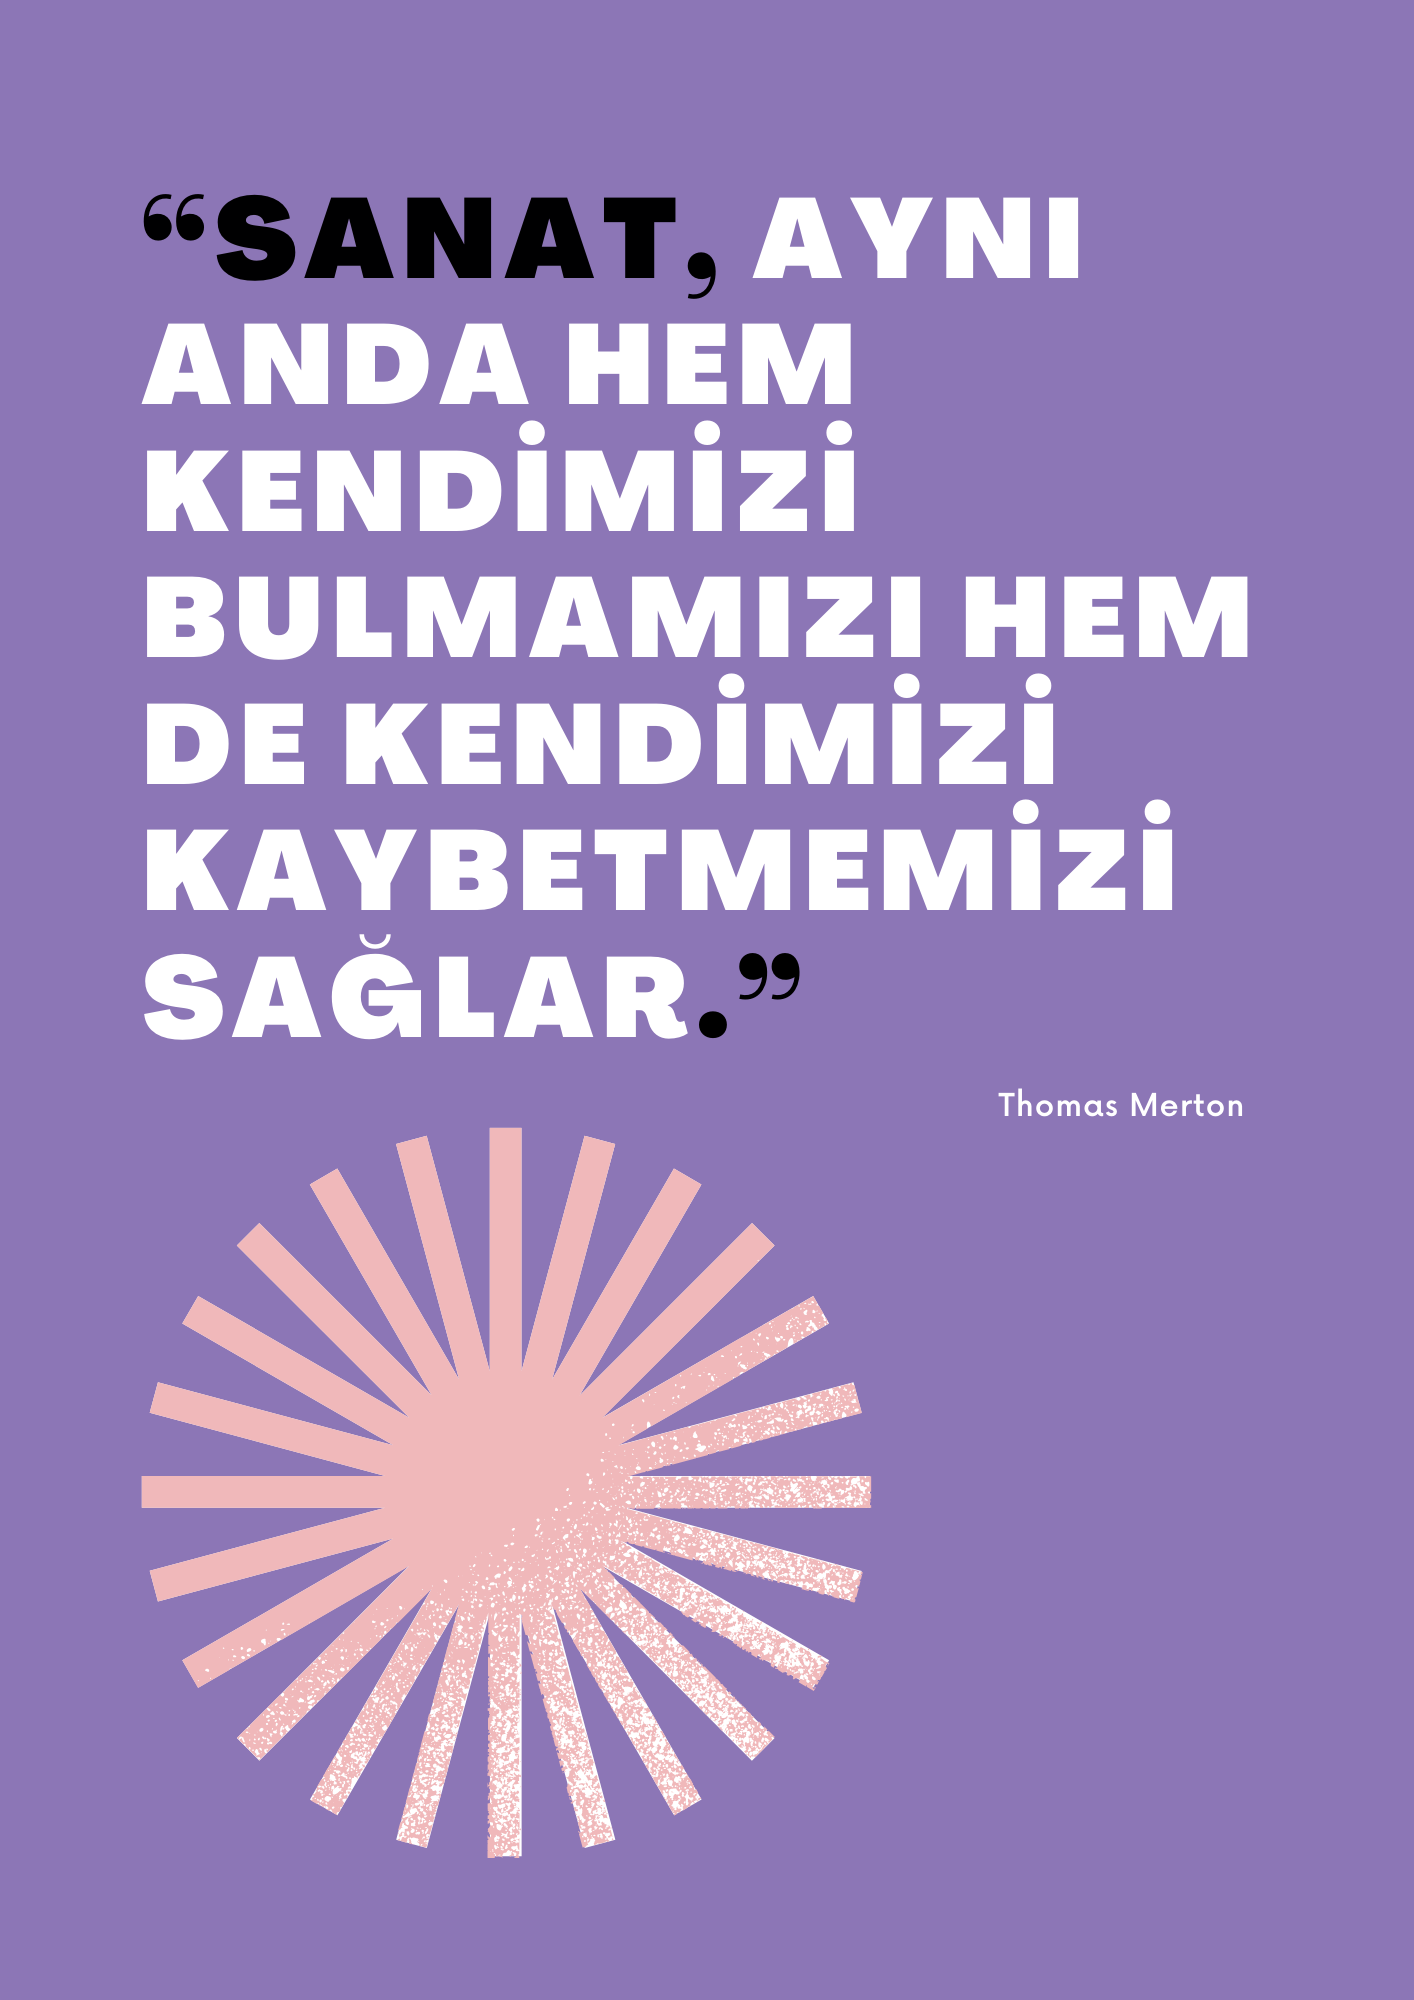 “SANAT, AYNI
ANDA HEM
KENDİMİZİ
BULMAMIZI HEM
DE KENDİMİZİ
KAYBETMEMİZİ
SAĞLAR.”
Thomas Merton